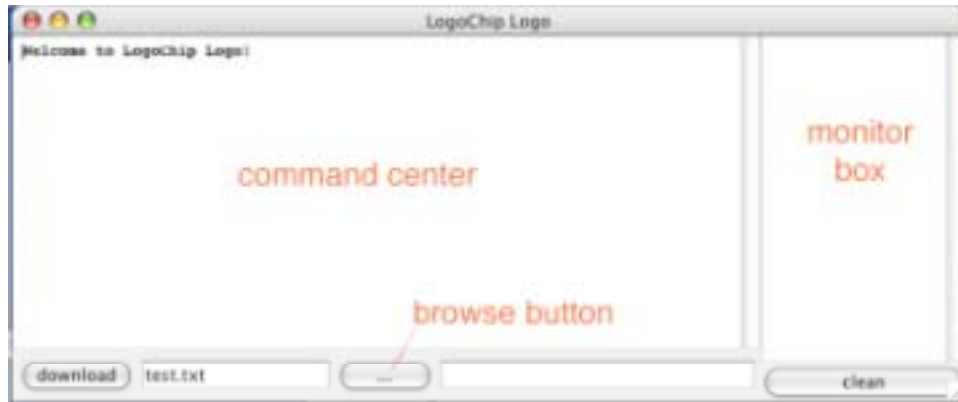 LogoChip Logo
Welcome to LogoChip Logo!
command center
monitor
box
browse button
download
test.txt
...
clean